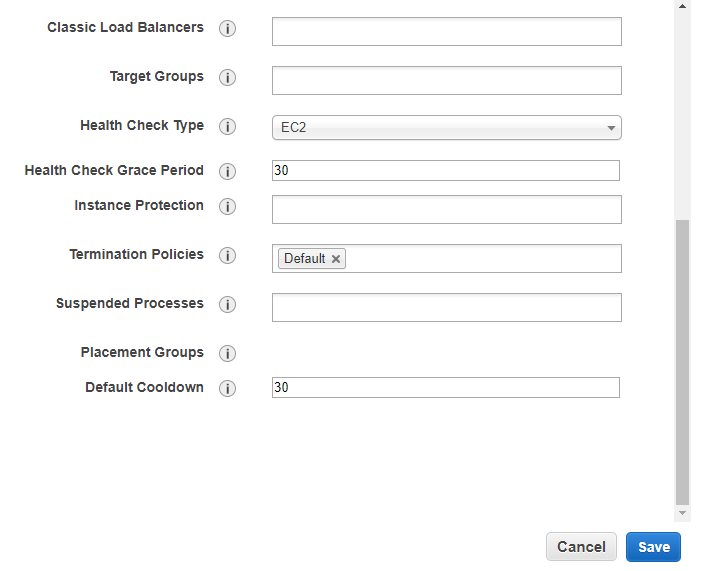 Classic Load Balancers
Target Groups
Health Check Type EC2
Health Check Grace Period 30
Instance Protection
Termination Policies Default ×
Suspended Processes
Placement Groups
Default Cooldown 30
Cancel Save